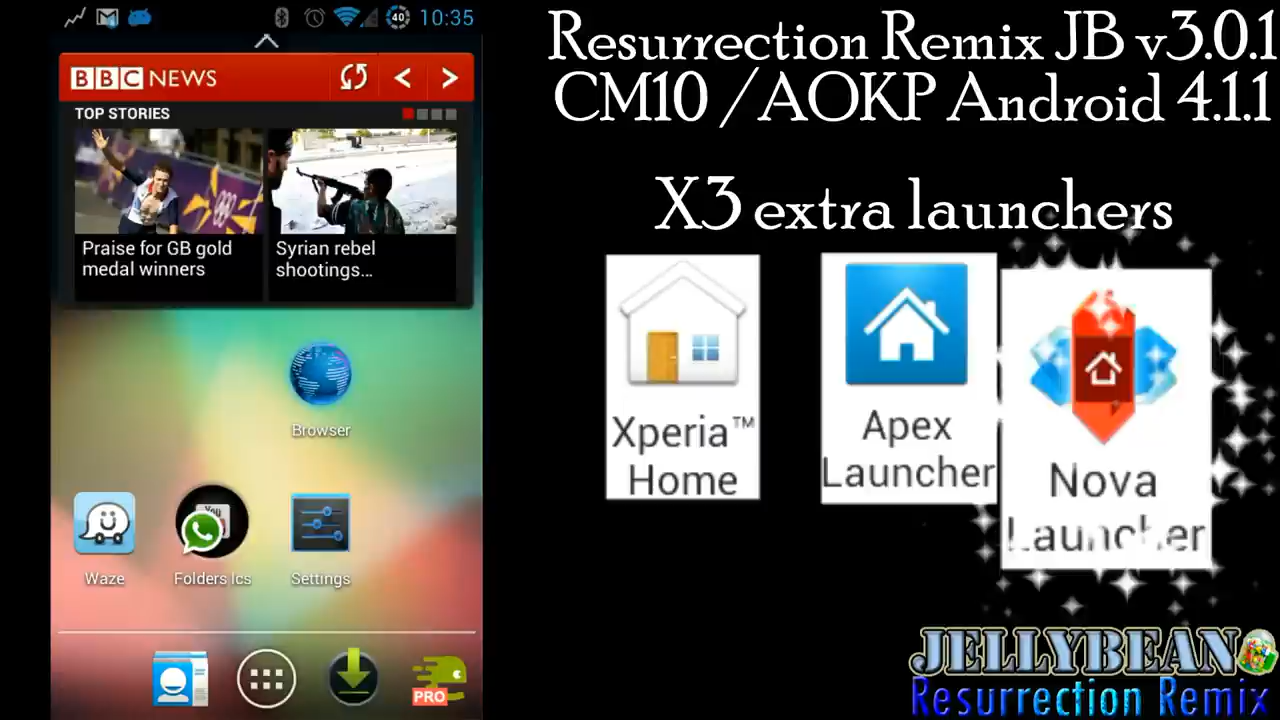 40 10:35
BBC NEWS
TOP STORIES
Praise for GB gold
medal winners
Syrian rebel
shootings...
Browser
Waze
Folders Ics
Settings
PRO
Resurrection Remix JB v3.0.1
CM10 / AOKP Android 4.1.1
X3 extra launchers
Xperia™
Home
Apex
Launcher
Nova
Launcher
JELLYBEAN
Resurrection Remix